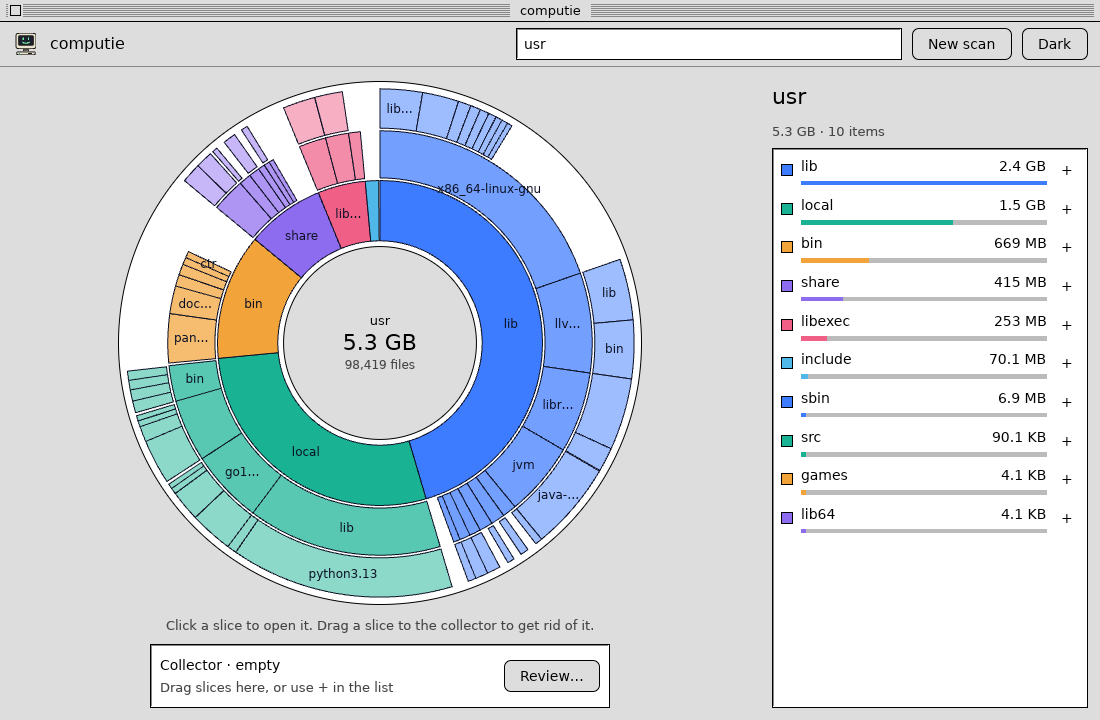 computie
computie
usr
New scan
Dark
usr
5.3 GB · 10 items
lib 2.4 GB +
local 1.5 GB +
bin 669 MB +
share 415 MB +
libexec 253 MB +
include 70.1 MB +
sbin 6.9 MB +
src 90.1 KB +
games 4.1 KB +
lib64 4.1 KB +
lib…
x86_64-linux-gnu
lib…
share
ctr
bin
doc…
pan…
lib
llv…
lib
bin
usr
5.3 GB
98,419 files
bin
libr…
local
go1…
jvm
java-…
lib
python3.13
Click a slice to open it. Drag a slice to the collector to get rid of it.
Collector · empty
Drag slices here, or use + in the list
Review…